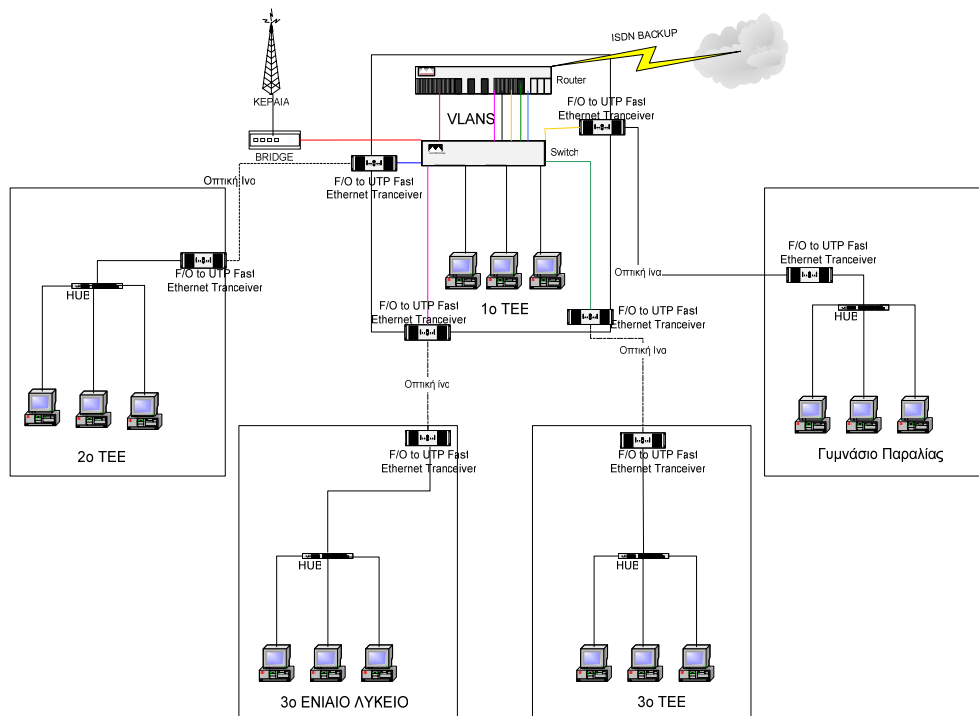 ISDN BACKUP
Router
ΚΕΡΑΙΑ
VLANS
F/O to UTP Fast
Ethernet Tranceiver
BRIDGE
Switch
Οπτική Ινα
F/O to UTP Fast
Ethernet Tranceiver
F/O to UTP Fast
Ethernet Tranceiver
HUB
2ο ΤΕΕ
1ο ΤΕΕ
F/O to UTP Fast
Ethernet Tranceiver
F/O to UTP Fast
Ethernet Tranceiver
Οπτική ίνα
F/O to UTP Fast
Ethernet Tranceiver
HUB
Γυμνάσιο Παραλίας
Οπτική Ινα
Οπτική ίνα
F/O to UTP Fast
Ethernet Tranceiver
HUB
3ο ΕΝΙΑΙΟ ΛΥΚΕΙΟ
F/O to UTP Fast
Ethernet Tranceiver
HUB
3ο ΤΕΕ